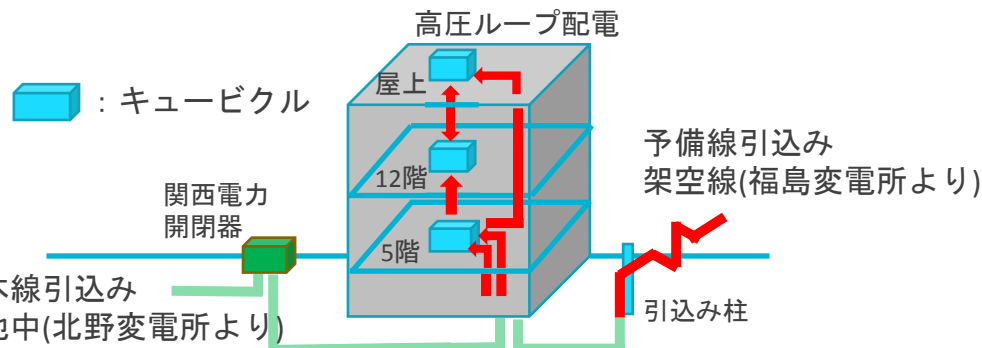 高圧ループ配電
屋上
：キュービクル
12階
予備線引込み
架空線(福島変電所より)
関西電力
開閉器
5階
本線引込み
地中(北野変電所より)
引込み柱